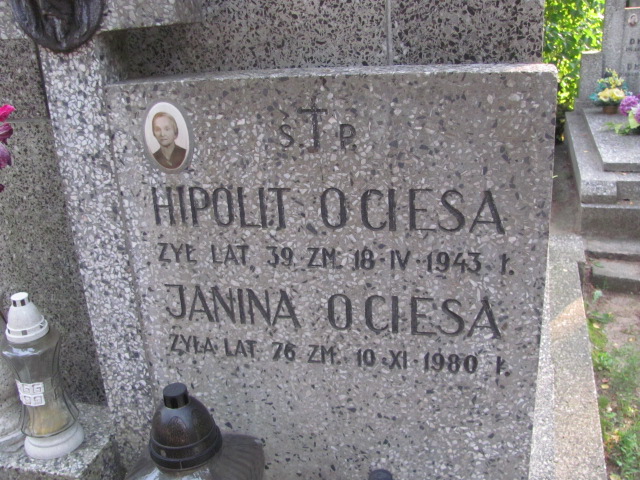 S. P.
HIPOLIT OCIESA
ŻYŁ LAT. 39. ZM. 18-IV-1943. r.
JANINA OCIESA
ŻYŁA LAT. 76 ZM. 10-XI-1980 r.